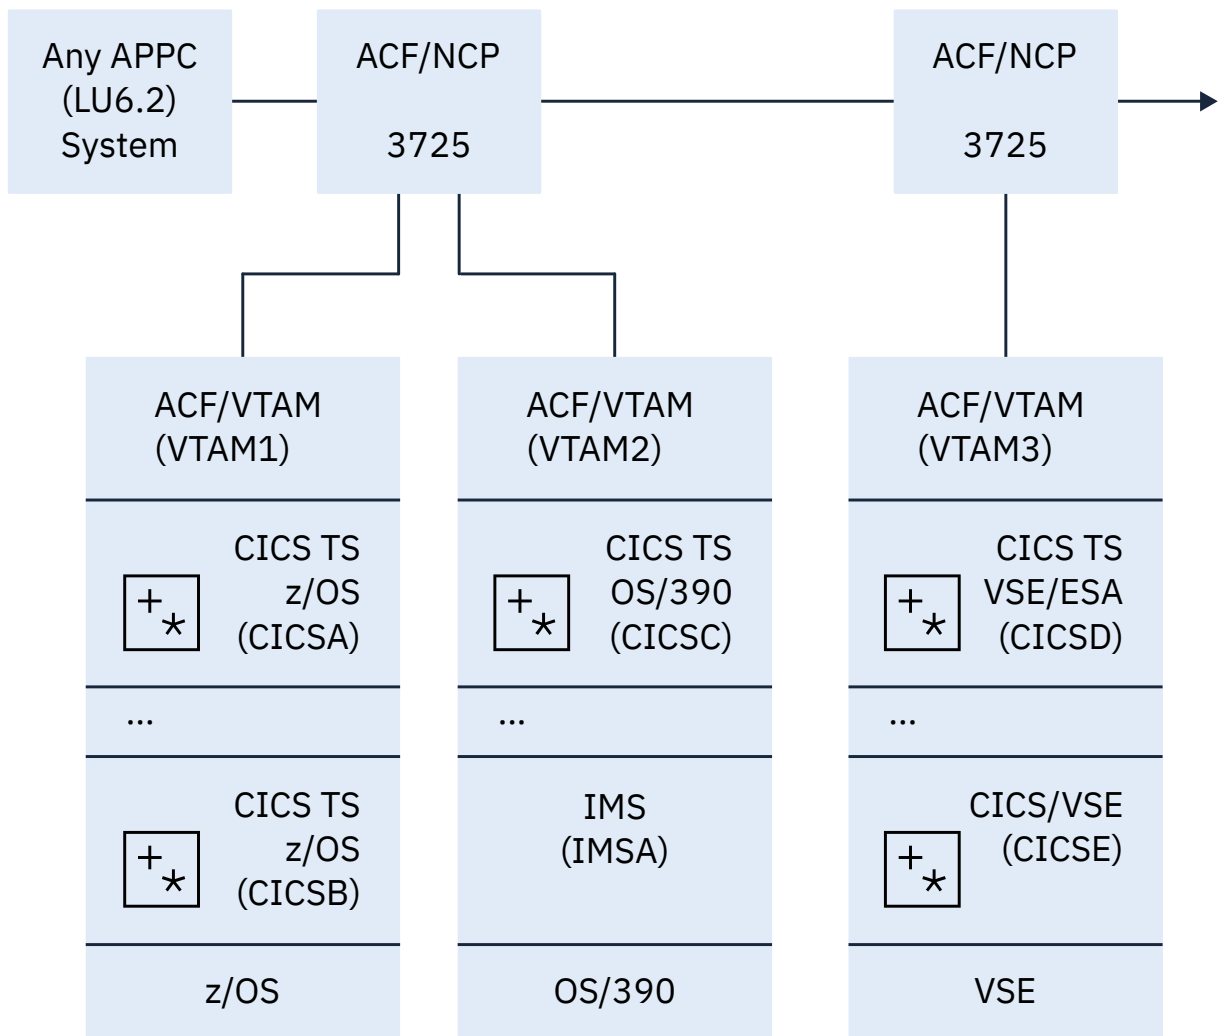 Any APPC
(LU6.2)
System
ACF/NCP
3725
ACF/NCP
3725
ACF/VTAM
(VTAM1)
CICS TS
z/OS
(CICSA)
+
*
...
CICS TS
z/OS
(CICSB)
+
*
z/OS
ACF/VTAM
(VTAM2)
CICS TS
OS/390
(CICSC)
+
*
...
IMS
(IMSA)
OS/390
ACF/VTAM
(VTAM3)
CICS TS
VSE/ESA
(CICSD)
+
*
...
CICS/VSE
(CICSE)
+
*
VSE